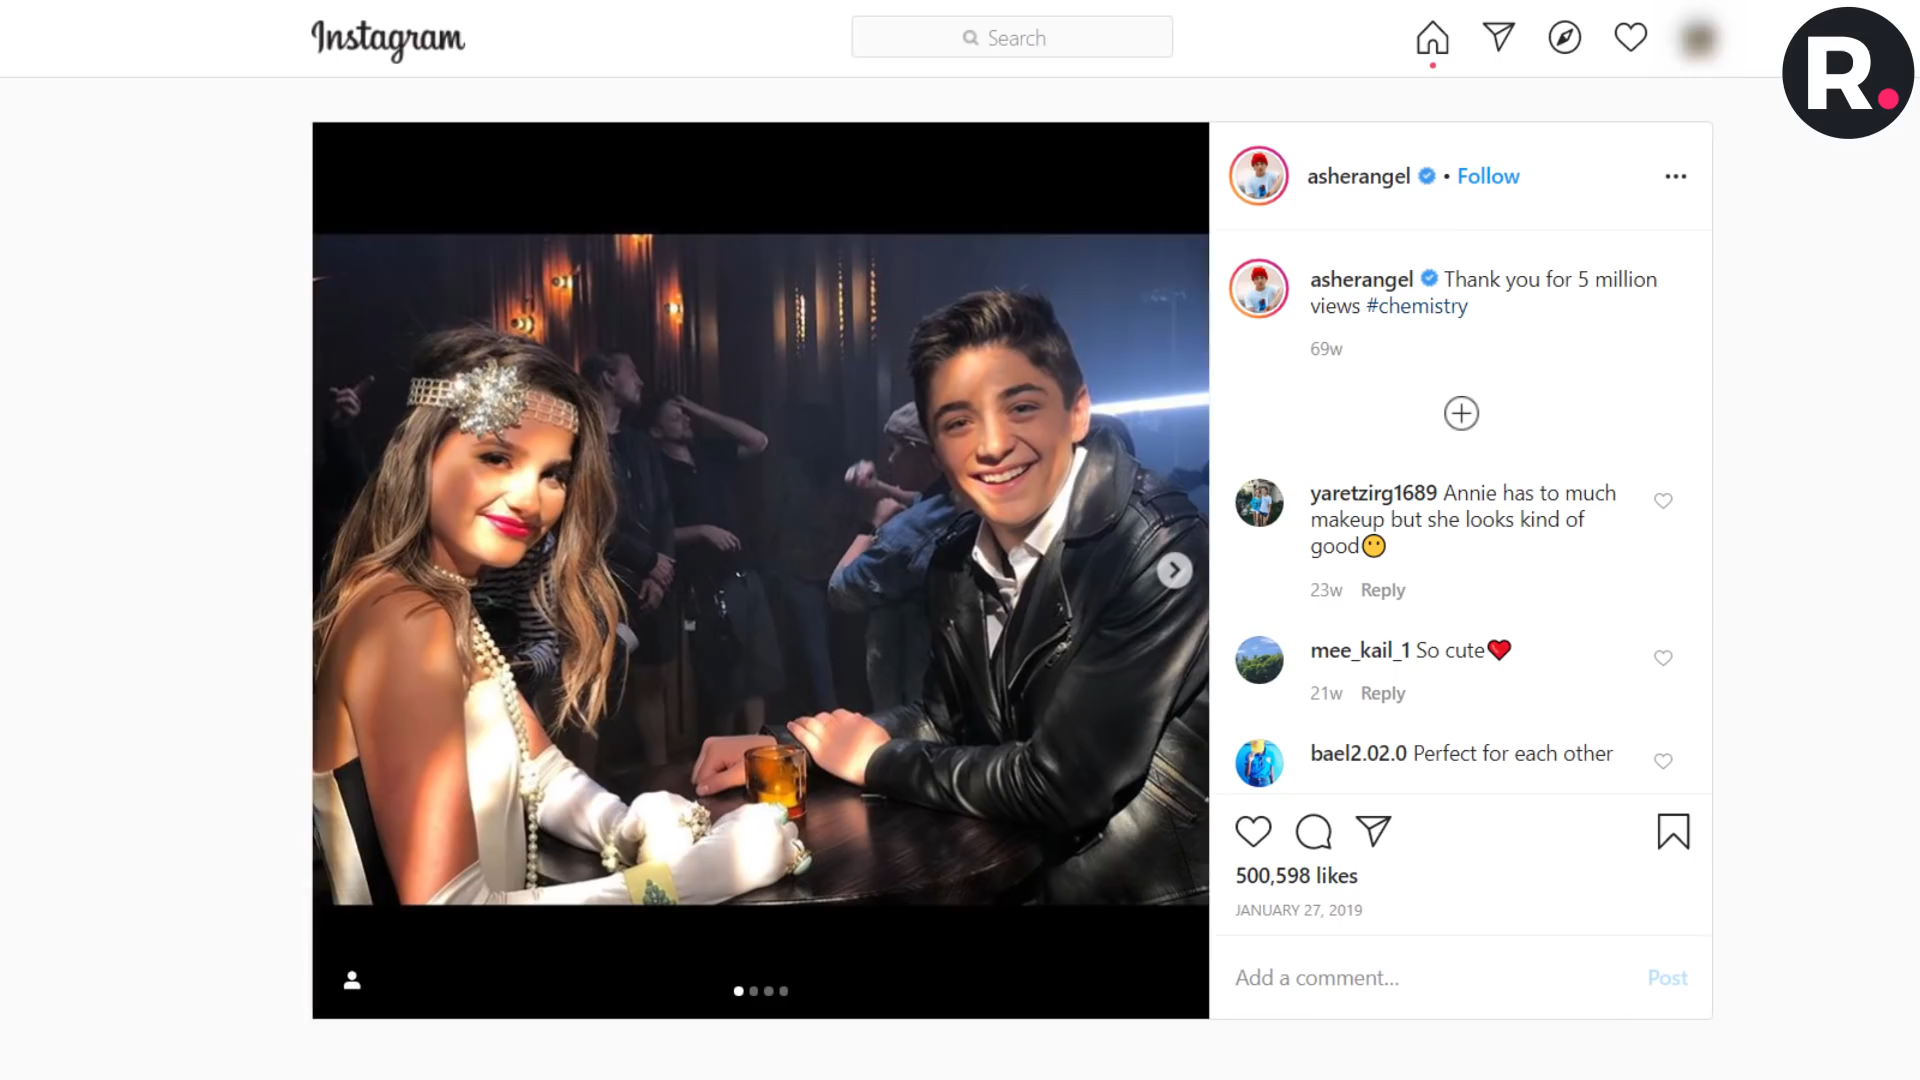 Instagram
Search
R.
asherangel • Follow
asherangel Thank you for 5 million
views #chemistry
69w
yaretzirg1689 Annie has to much
makeup but she looks kind of
good😶
23w Reply
mee_kail_1 So cute❤️
21w Reply
bael2.02.0 Perfect for each other
500,598 likes
JANUARY 27, 2019
Add a comment...
Post